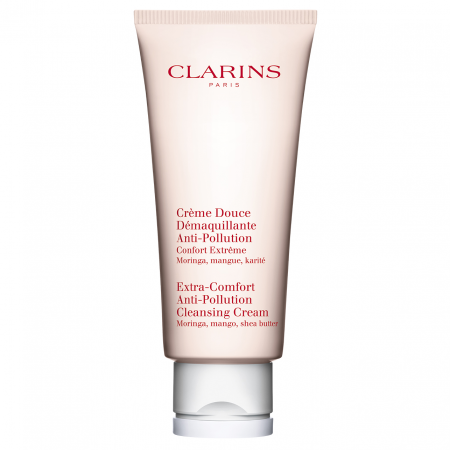 CLARINS
PARIS
Crème Douce
Démaquillante
Anti-Pollution
Confort Extrême
Moringa, mangue, karité
Extra-Comfort
Anti-Pollution
Cleansing Cream
Moringa, mango, shea butter